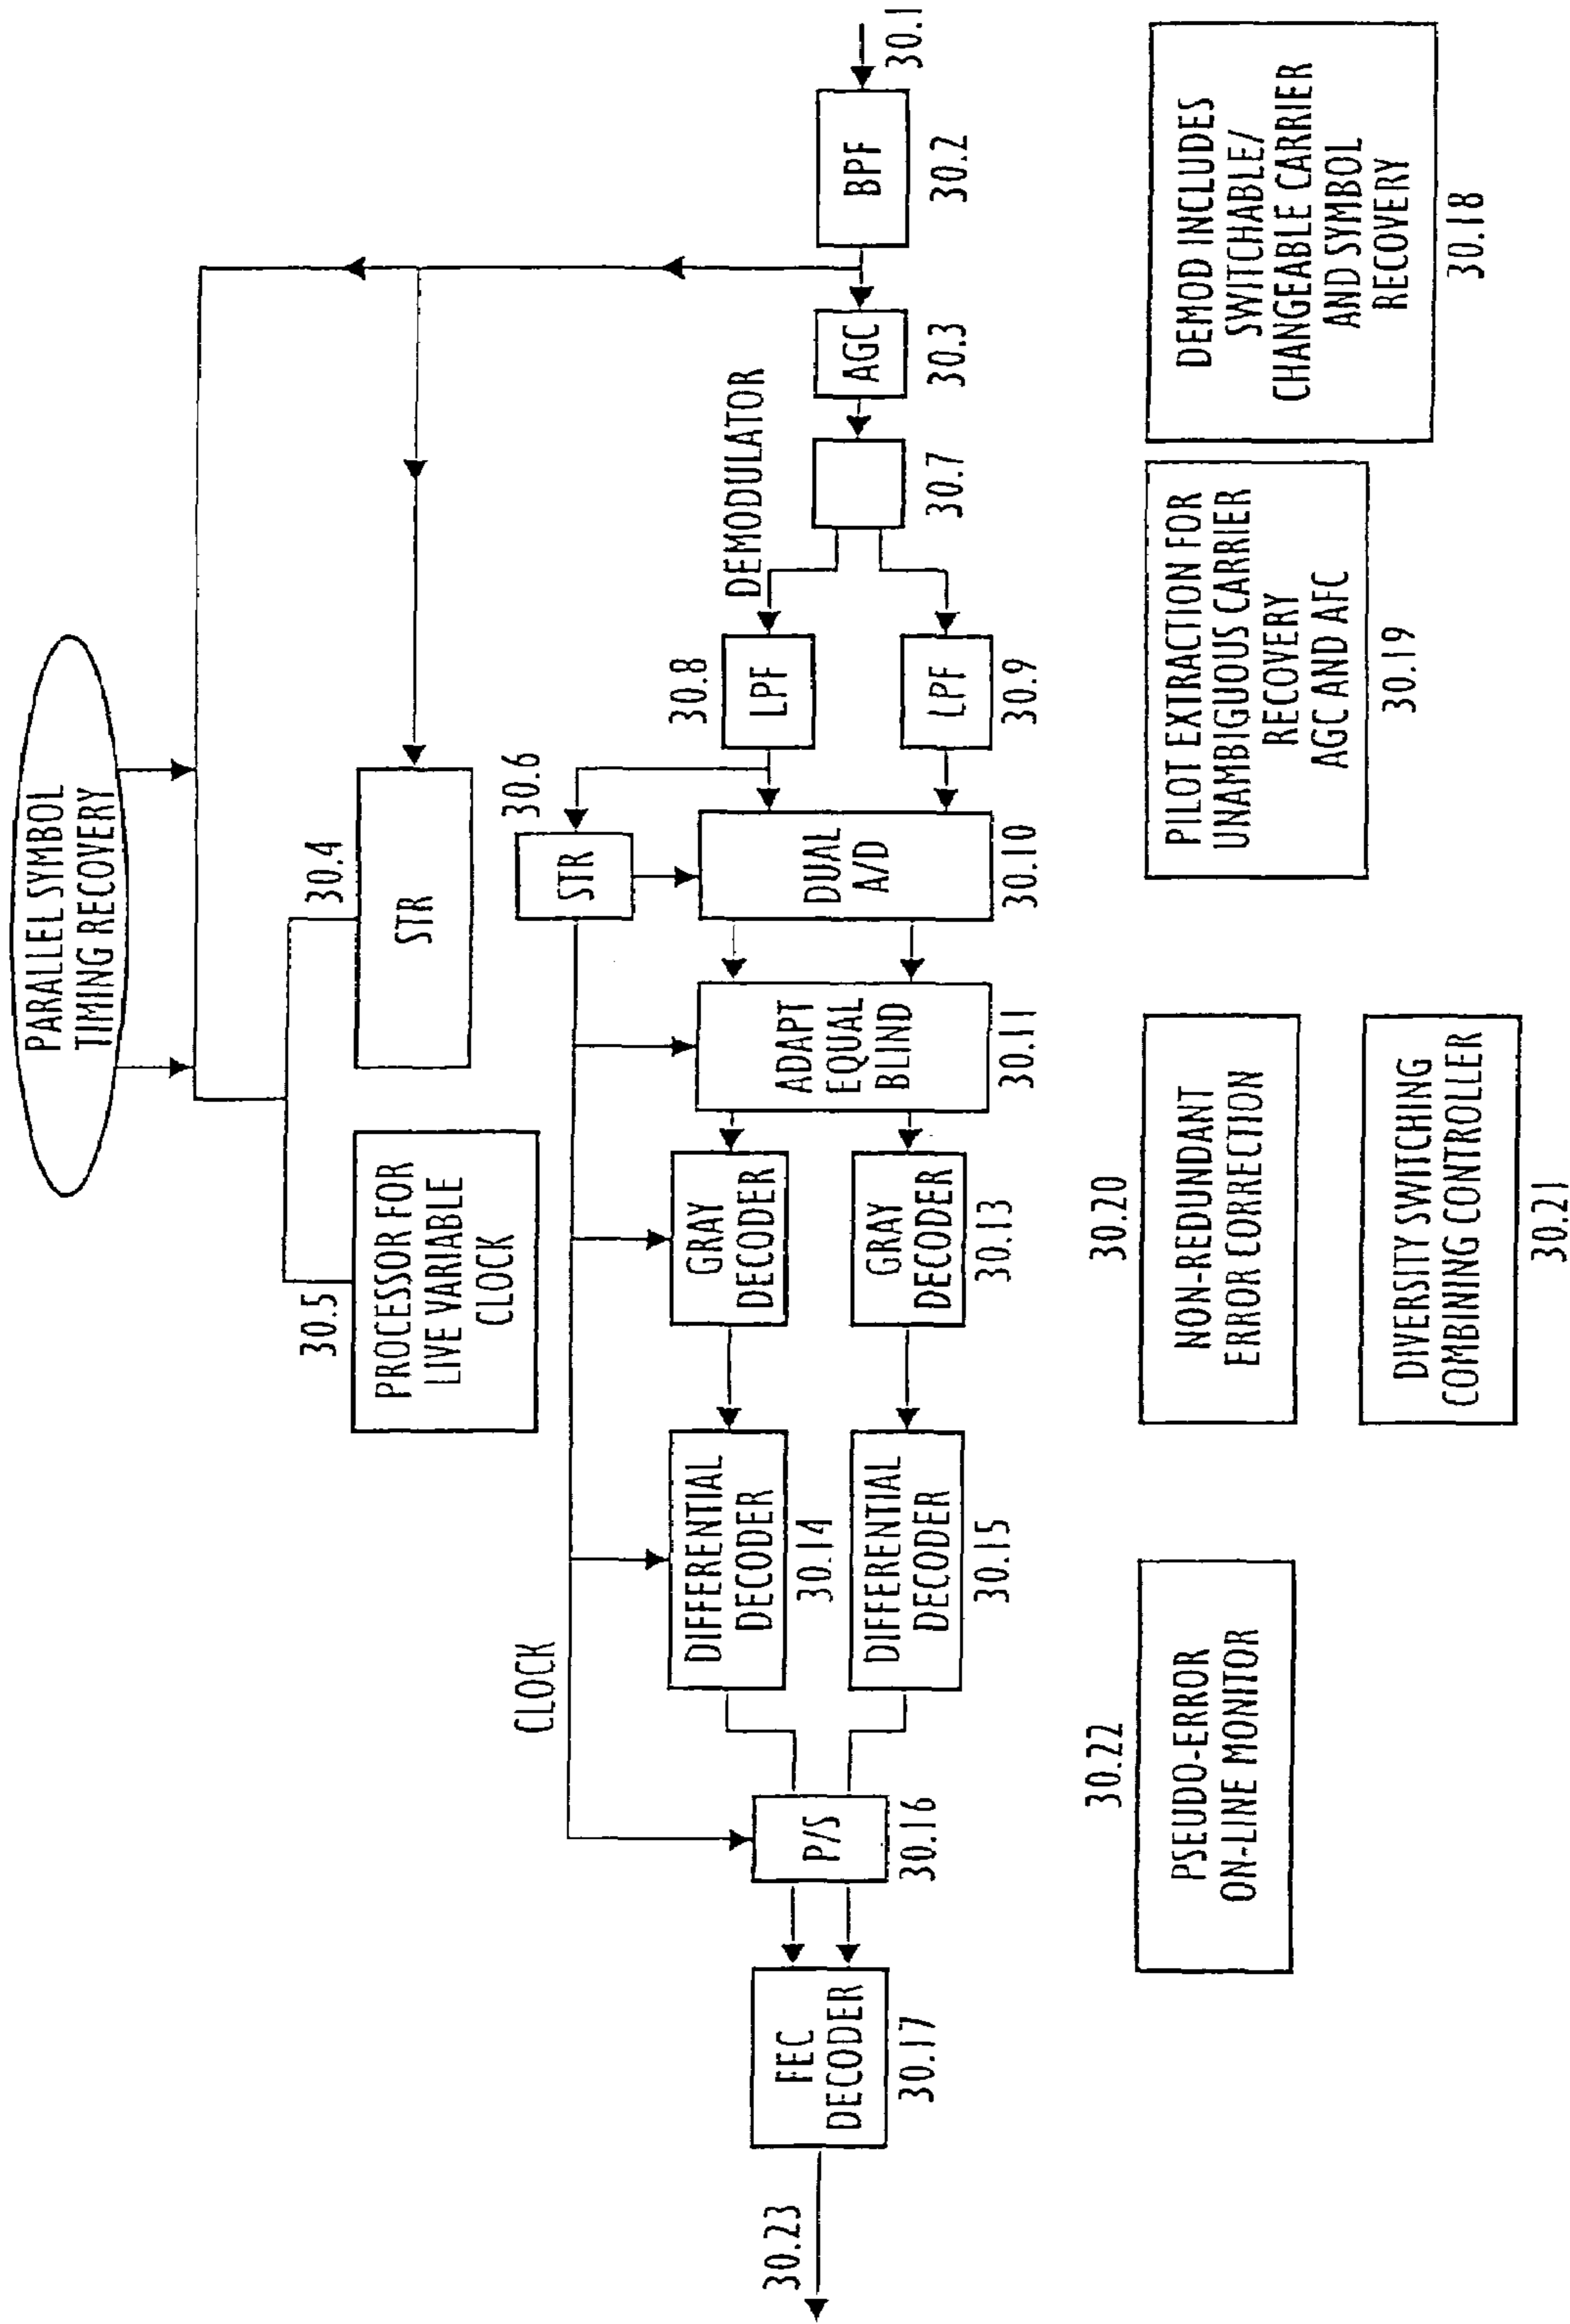 PARALLEL SYMBOL
TIMING RECOVERY
30.5
PROCESSOR FOR
LIVE VARIABLE
CLOCK
30.4
STR
CLOCK
30.6
STR
DEMODULATOR
30.23
FEC
DECODER
30.17
P/S
30.16
DIFFERENTIAL
DECODER
30.14
DIFFERENTIAL
DECODER
30.15
GRAY
DECODER
GRAY
DECODER
30.13
ADAPT
EQUAL
BLIND
30.11
DUAL
A/D
30.10
30.8
LPF
LPF
30.9
30.7
AGC
30.3
BPF
30.2
30.1
30.22
PSEUDO-ERROR
ON-LINE MONITOR
30.20
NON-REDUNDANT
ERROR CORRECTION
DIVERSITY SWITCHING
COMBINING CONTROLLER
30.21
PILOT EXTRACTION FOR
UNAMBIGUOUS CARRIER
RECOVERY
AGC AND AFC
30.19
DEMOD INCLUDES
SWITCHABLE/
CHANGEABLE CARRIER
AND SYMBOL
RECOVERY
30.18